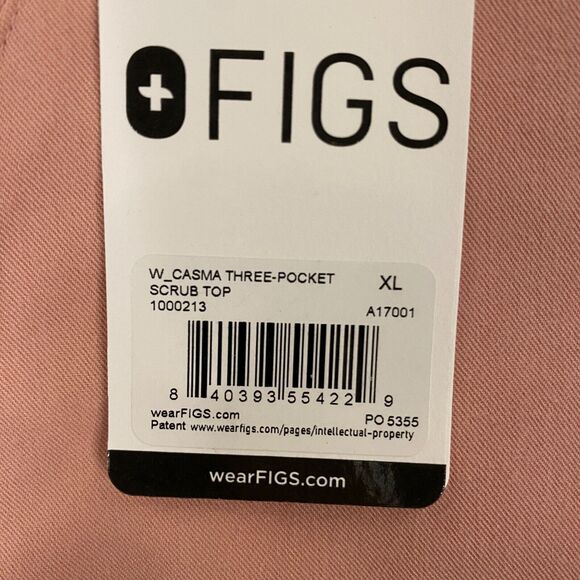 FIGS
W_CASMA THREE-POCKET XL
SCRUB TOP
1000213 A17001
8 40393 55422 9
wearFIGS.com PO 5355
Patent www.wearfigs.com/pages/intellectual-property
wearFIGS.com